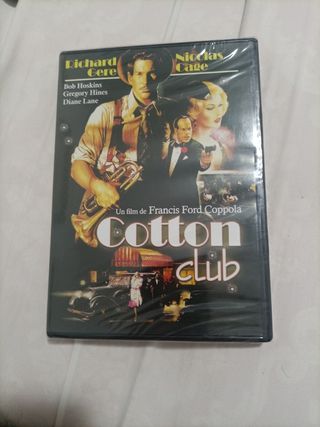 Richard Gere
Nicolas Cage
Bob Hoskins
Gregory Hines
Diane Lane
Un film de Francis Ford Coppola
Cotton
club